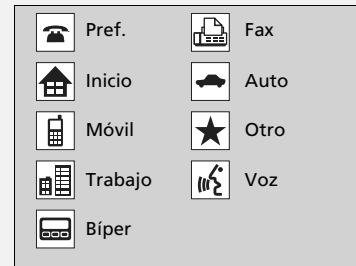 Pref.
Fax
Inicio
Auto
Móvil
Otro
Trabajo
Voz
Bíper